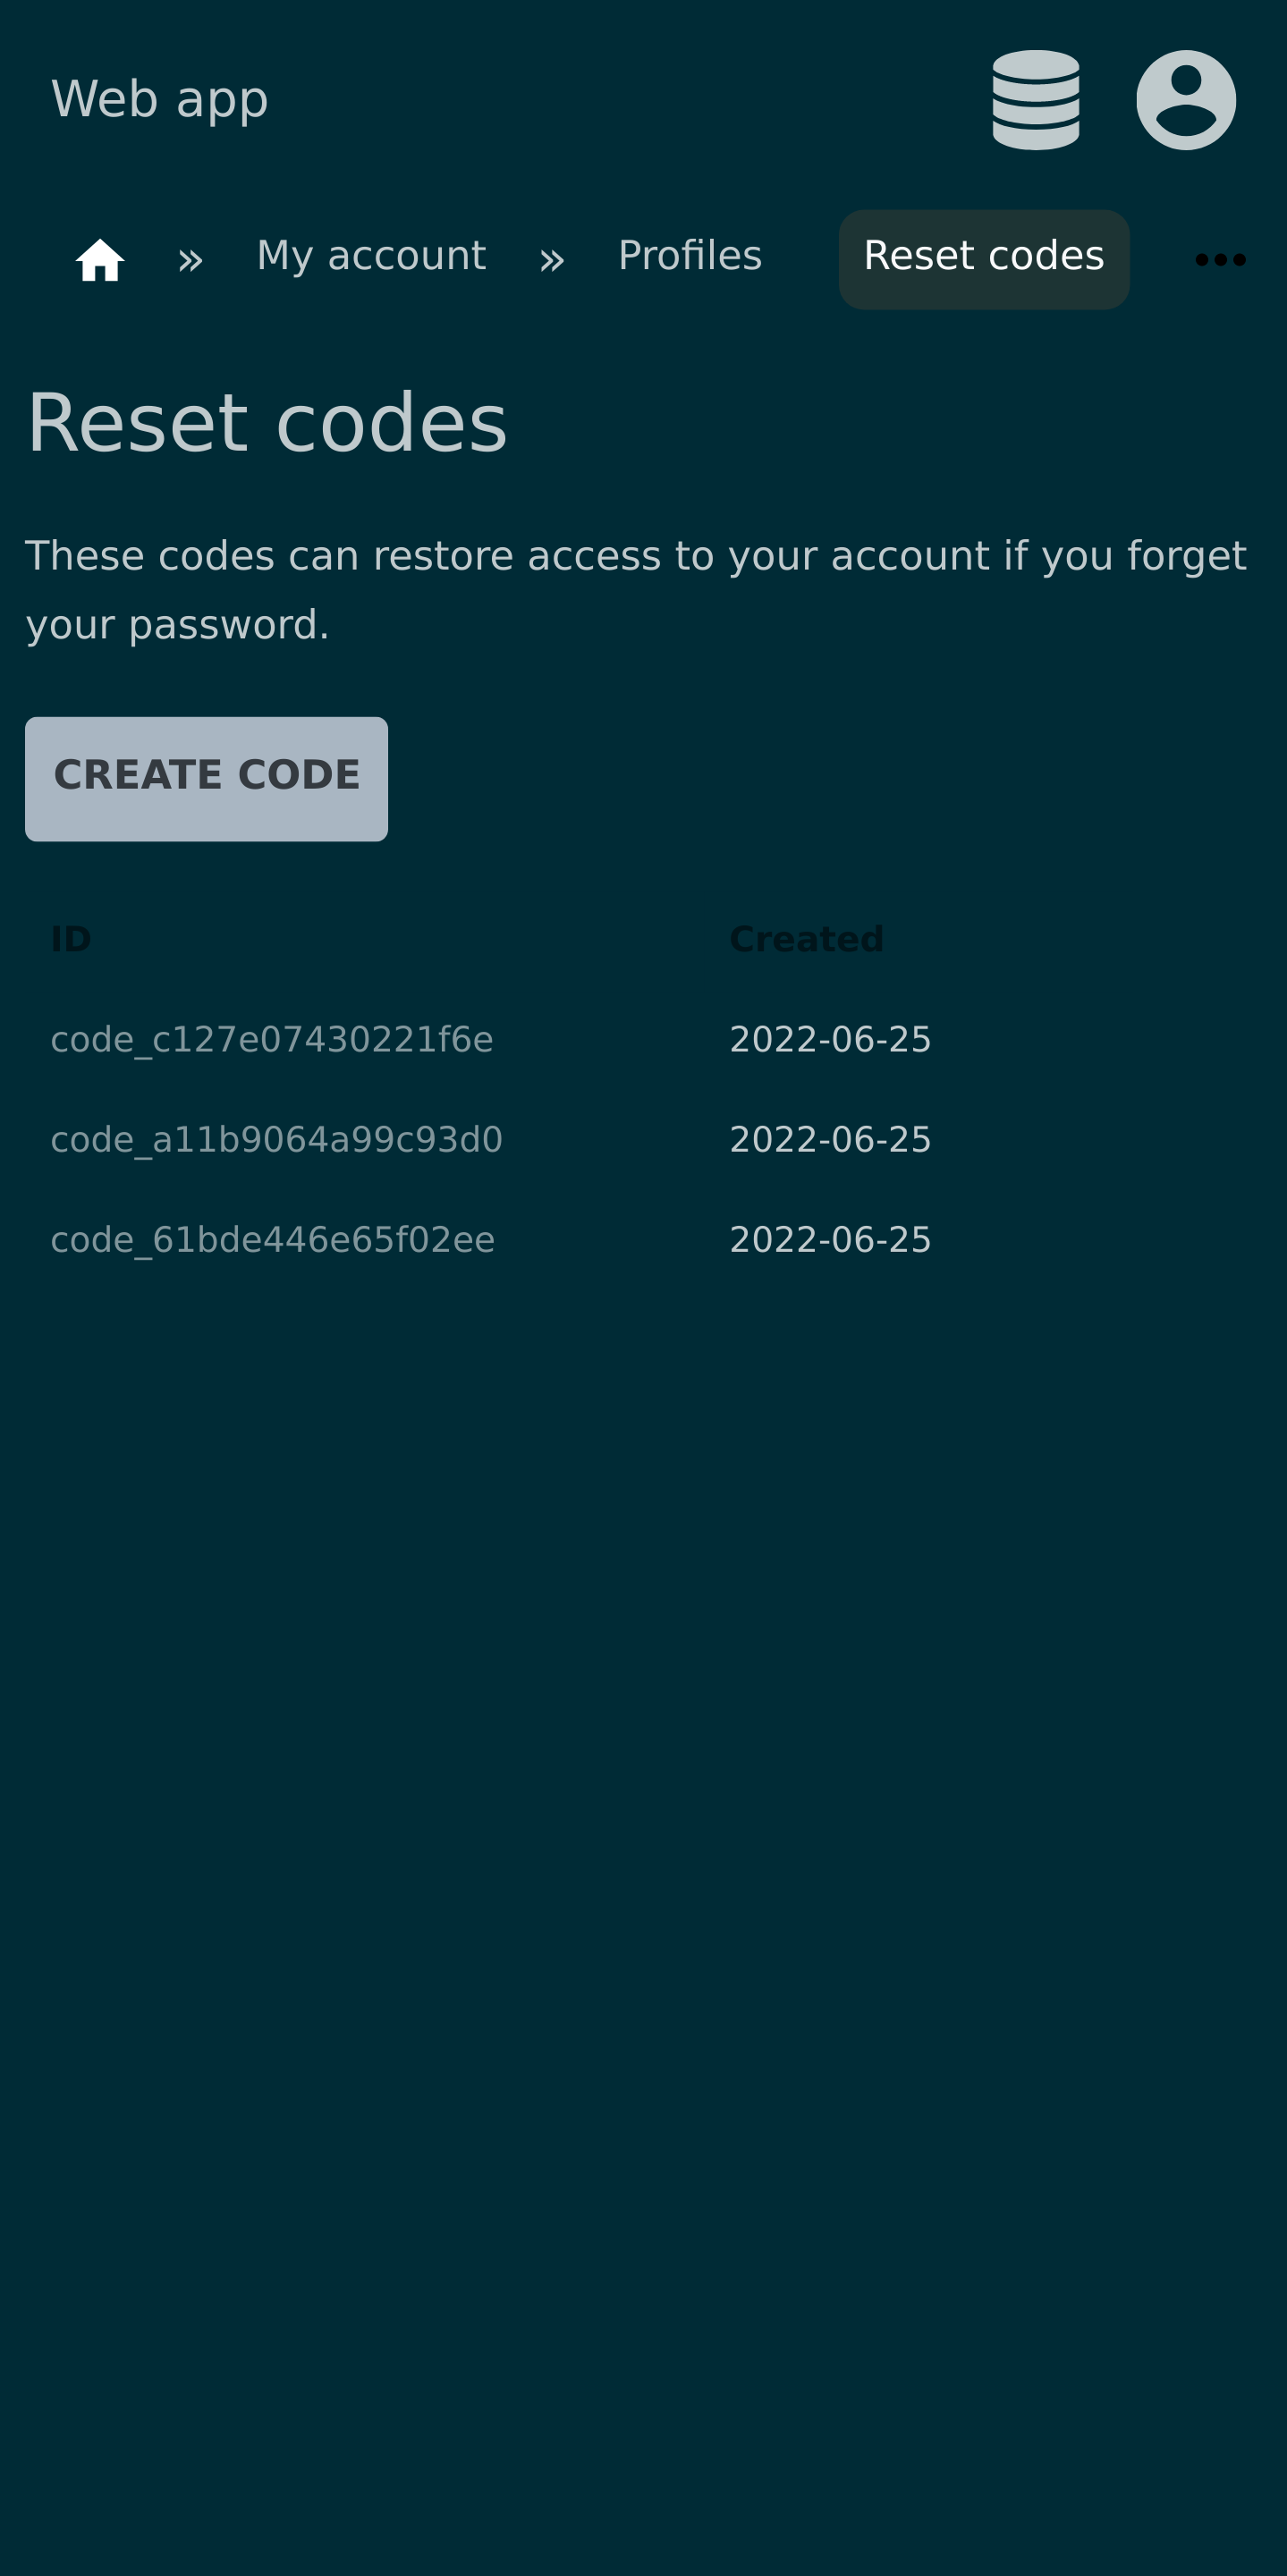 Web app
» My account » Profiles Reset codes
Reset codes
These codes can restore access to your account if you forget
your password.
CREATE CODE
ID Created
code_c127e07430221f6e 2022-06-25
code_a11b9064a99c93d0 2022-06-25
code_61bde446e65f02ee 2022-06-25